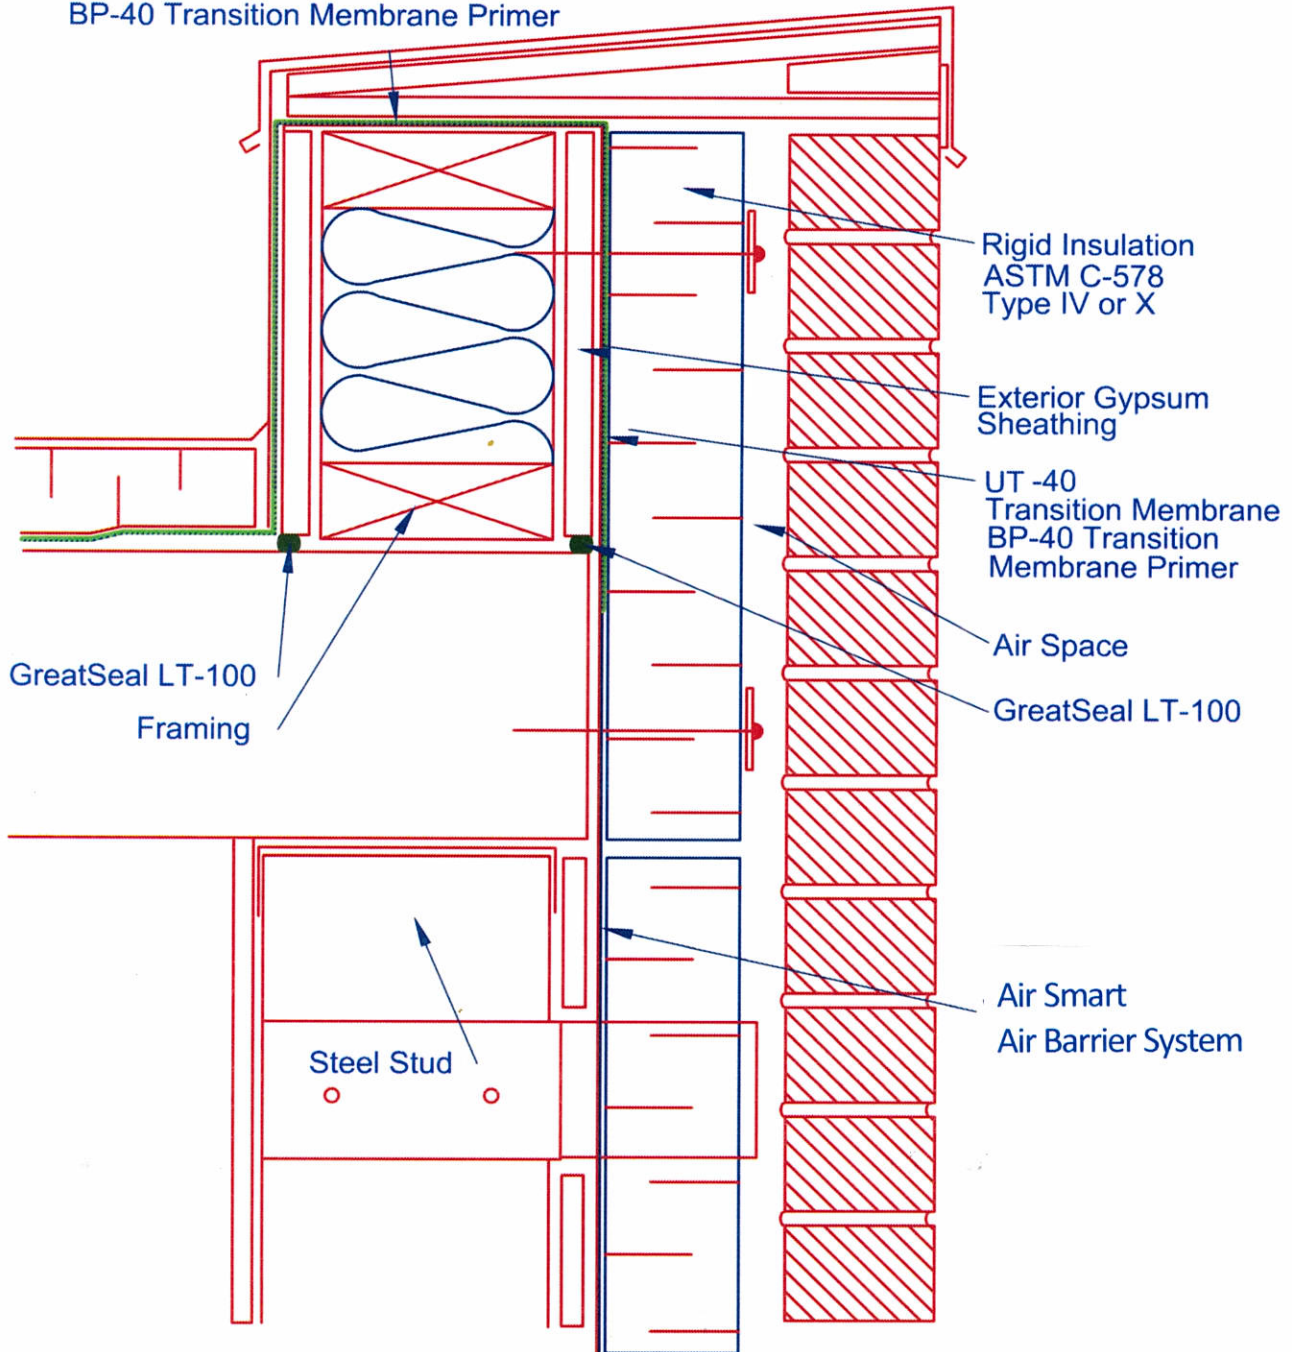 BP-40 Transition Membrane Primer
Rigid Insulation
ASTM C-578
Type IV or X
Exterior Gypsum
Sheathing
UT -40
Transition Membrane
BP-40 Transition
Membrane Primer
Air Space
GreatSeal LT-100
GreatSeal LT-100
Framing
Air Smart
Air Barrier System
Steel Stud